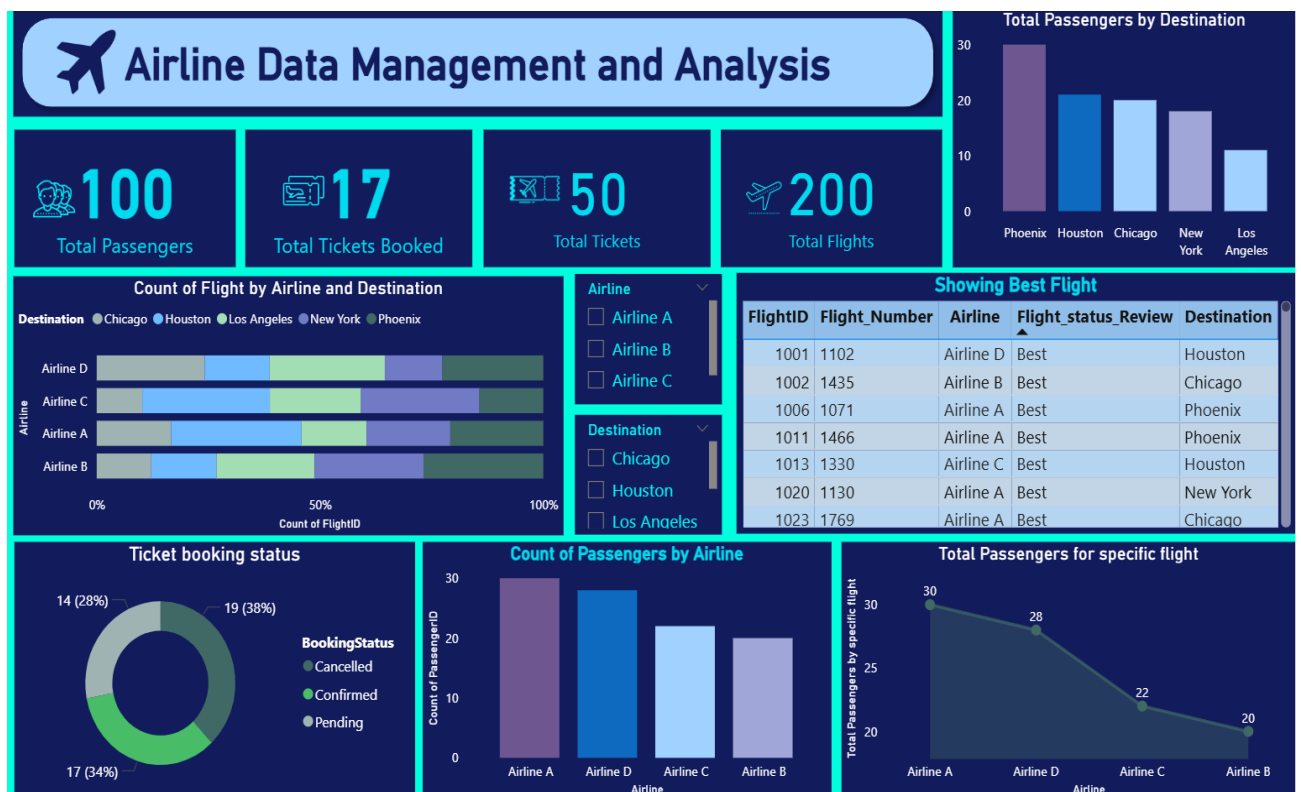 Airline Data Management and Analysis
100
Total Passengers
17
Total Tickets Booked
50
Total Tickets
200
Total Flights
Total Passengers by Destination
30
20
10
0
Phoenix Houston Chicago New York Los Angeles
Count of Flight by Airline and Destination
Destination Chicago Houston Los Angeles New York Phoenix
Airline
Airline D
Airline C
Airline A
Airline B
0% 50% 100%
Count of FlightID
Airline
Airline A
Airline B
Airline C
Destination
Chicago
Houston
Los Angeles
Showing Best Flight
FlightID Flight_Number Airline Flight_status_Review Destination
1001 1102 Airline D Best Houston
1002 1435 Airline B Best Chicago
1006 1071 Airline A Best Phoenix
1011 1466 Airline A Best Phoenix
1013 1330 Airline C Best Houston
1020 1130 Airline A Best New York
1023 1769 Airline A Best Chicago
Ticket booking status
14 (28%)
19 (38%)
17 (34%)
BookingStatus
Cancelled
Confirmed
Pending
Count of Passengers by Airline
Count of PassengerID
30
20
10
0
Airline A Airline D Airline C Airline B
Airline
Total Passengers for specific flight
Total Passengers by specific flight
30
25
20
30
28
22
20
Airline A Airline D Airline C Airline B
Airline